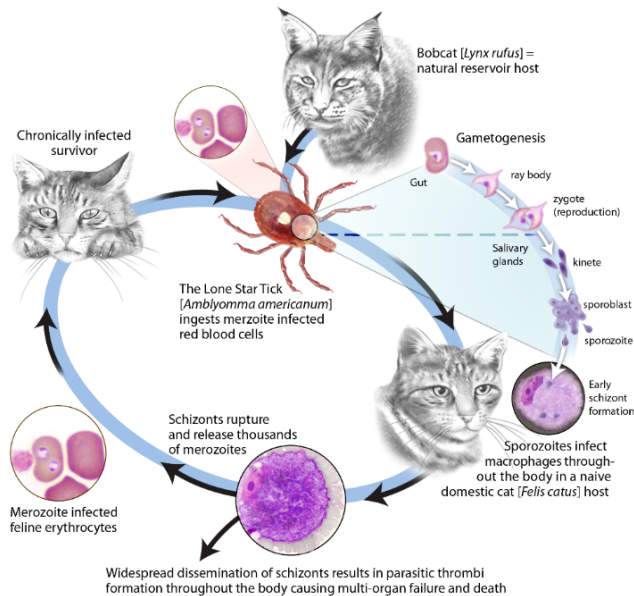 Bobcat [Lynx rufus] =
natural reservoir host
Chronically infected
survivor
Gametogenesis
Gut
ray body
zygote
(reproduction)
Salivary
glands
kinete
sporoblast
sporozoite
The Lone Star Tick
[Amblyomma americanum]
ingests merzoite infected
red blood cells
Early
schizont
formation
Schizonts rupture
and release thousands
of merozoites
Sporozoites infect
macrophages through-
out the body in a naive
domestic cat [Felis catus] host
Merozoite infected
feline erythrocytes
Widespread dissemination of schizonts results in parasitic thrombi
formation throughout the body causing multi-organ failure and death